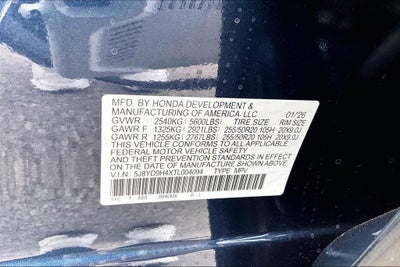 MFD. BY HONDA DEVELOPMENT &
MANUFACTURING OF AMERICA, LLC 01/26
GVWR 2540KG (5600LBS) TIRE SIZE RIM SIZE
GAWR F 1325KG (2921LBS) 255/50R20 105H 20X9.0J
GAWR R 1255KG (2767LBS) 255/50R20 105H 20X9.0J
THIS VEHICLE CONFORMS TO ALL APPLICABLE
FEDERAL MOTOR VEHICLE SAFETY
AND THEFT PREVENTION STANDARDS IN EFFECT
ON THE DATE OF MANUFACTURE SHOWN ABOVE.
V.I.N. 5J8YD9H4XTL004094 TYPE MPV